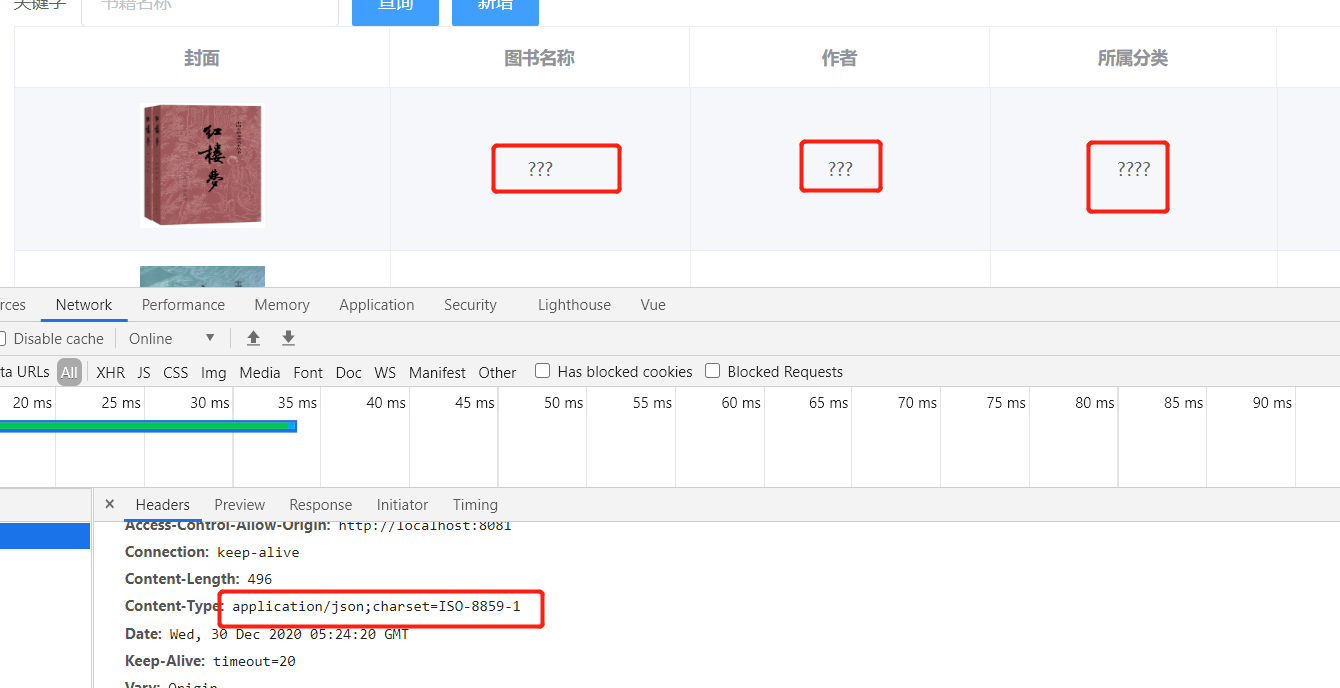 关键字 书籍名称 查询 新增
封面 图书名称 作者 所属分类
红楼梦
??? ??? ????
rces Network Performance Memory Application Security Lighthouse Vue
Disable cache Online ▼
ta URLs All XHR JS CSS Img Media Font Doc WS Manifest Other Has blocked cookies Blocked Requests
20 ms 25 ms 30 ms 35 ms 40 ms 45 ms 50 ms 55 ms 60 ms 65 ms 70 ms 75 ms 80 ms 85 ms 90 ms
× Headers Preview Response Initiator Timing
Access-Control-Allow-Origin: http://localhost:8081
Connection: keep-alive
Content-Length: 496
Content-Type: application/json;charset=ISO-8859-1
Date: Wed, 30 Dec 2020 05:24:20 GMT
Keep-Alive: timeout=20
Vary: Origin